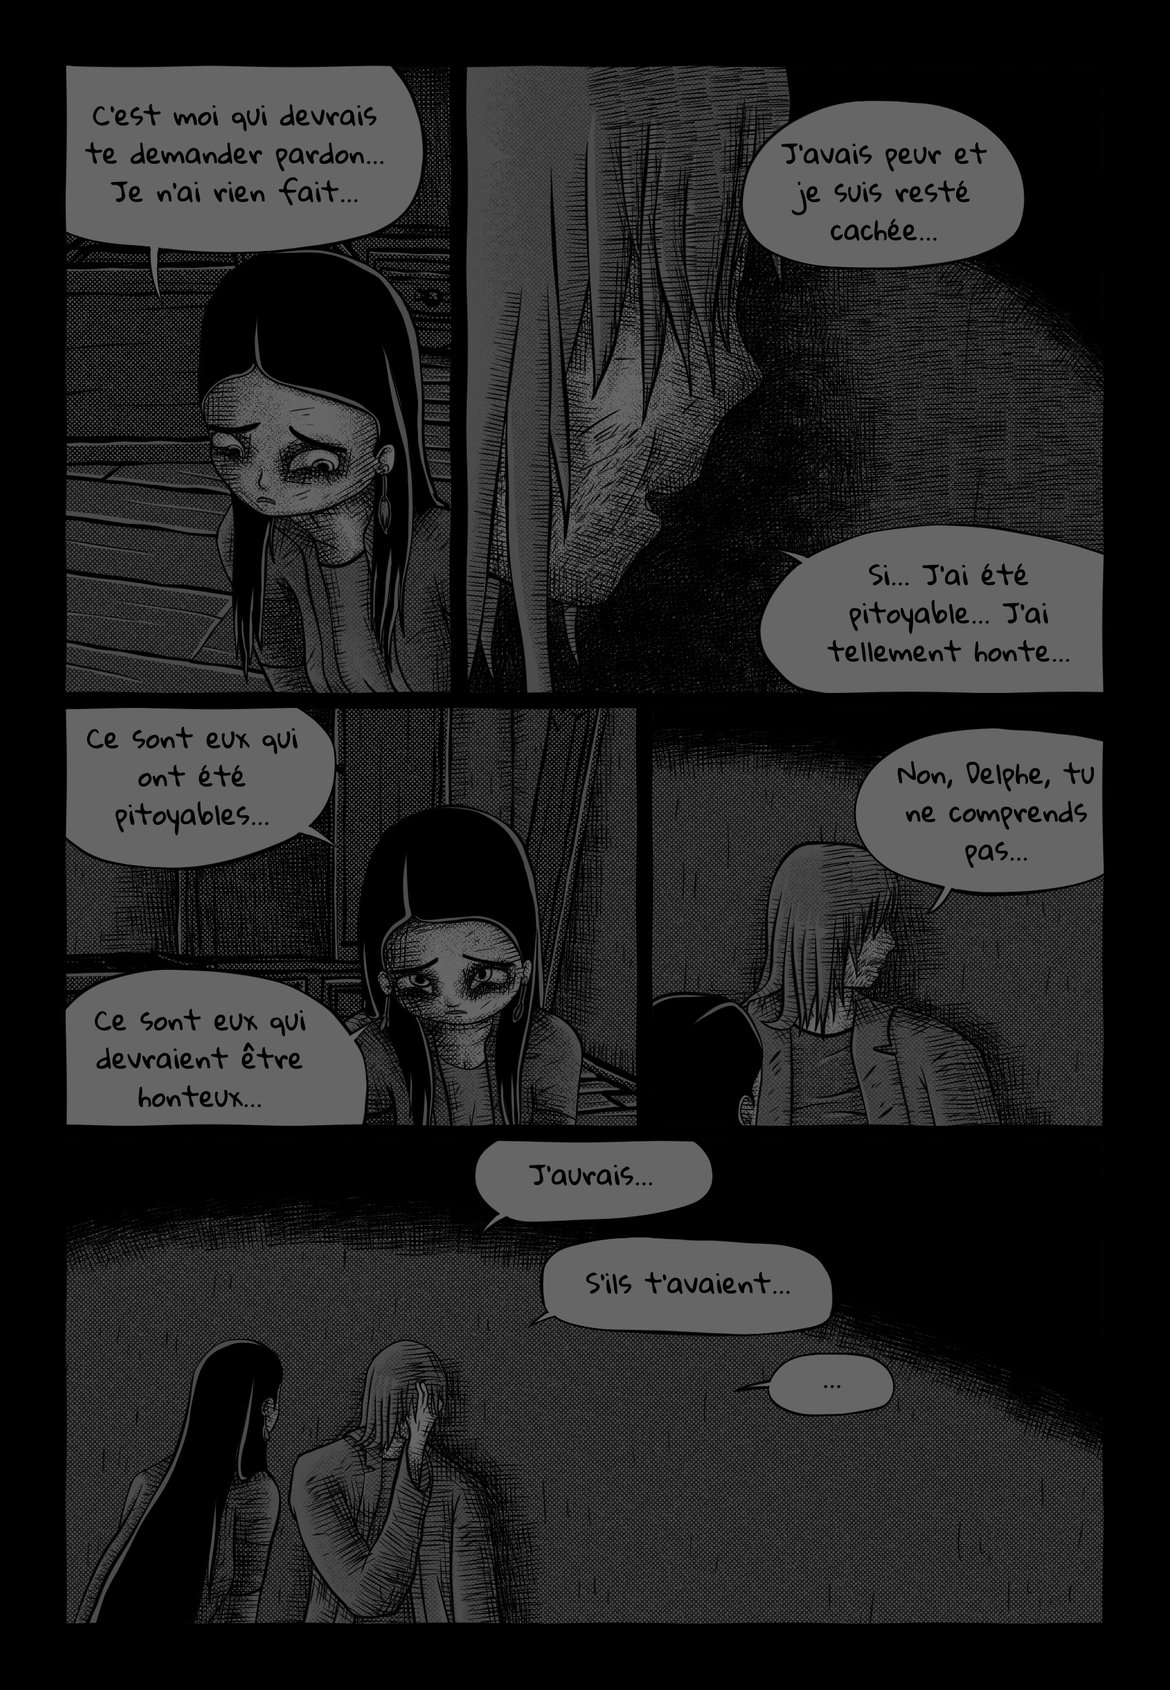 C'est moi qui devrais
te demander pardon...
Je n'ai rien fait...
J'avais peur et
je suis resté
cachée...
Si... J'ai été
pitoyable... J'ai
tellement honte...
Ce sont eux qui
ont été
pitoyables...
Ce sont eux qui
devraient être
honteux...
Non, Delphe, tu
ne comprends
pas...
J'aurais...
S'ils t'avaient...
...